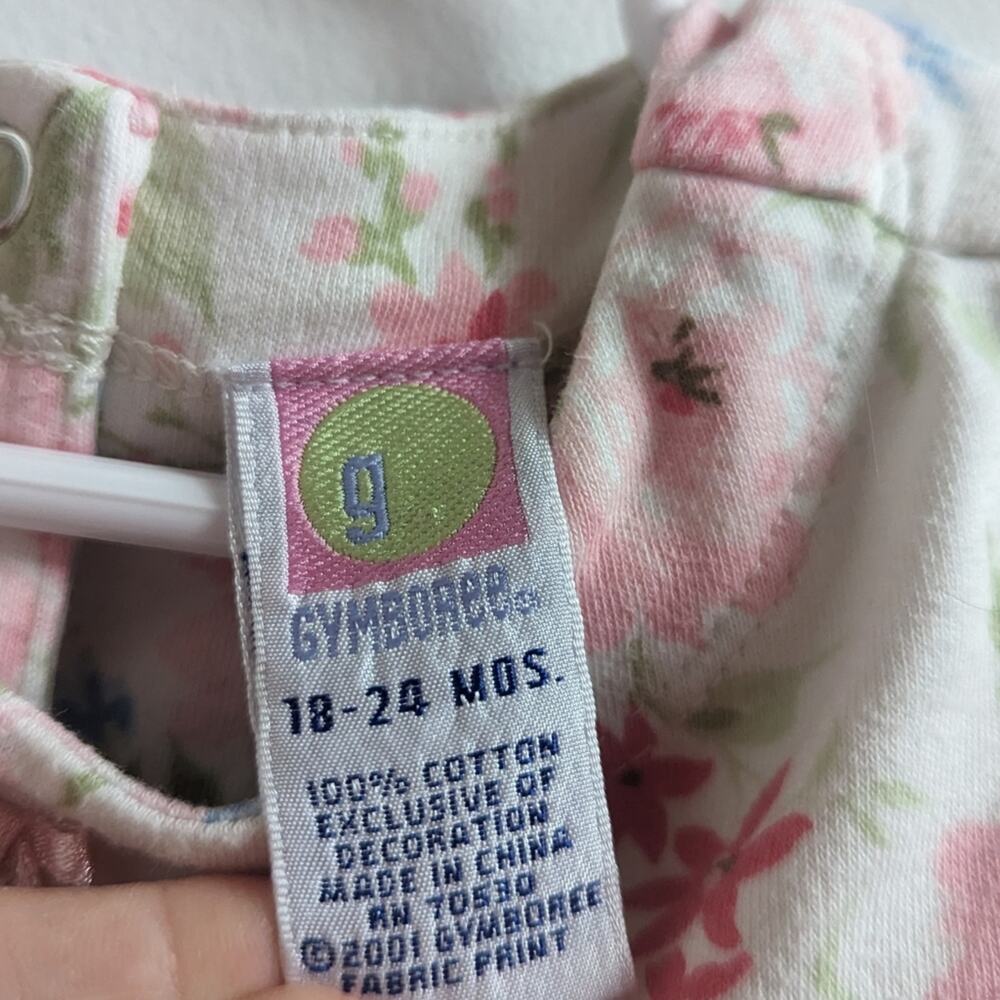 g
GYMBOREE
18-24 MOS.
100% COTTON
EXCLUSIVE OF
DECORATION
MADE IN CHINA
RN 70530
©2001 GYMBOREE
FABRIC PRINT